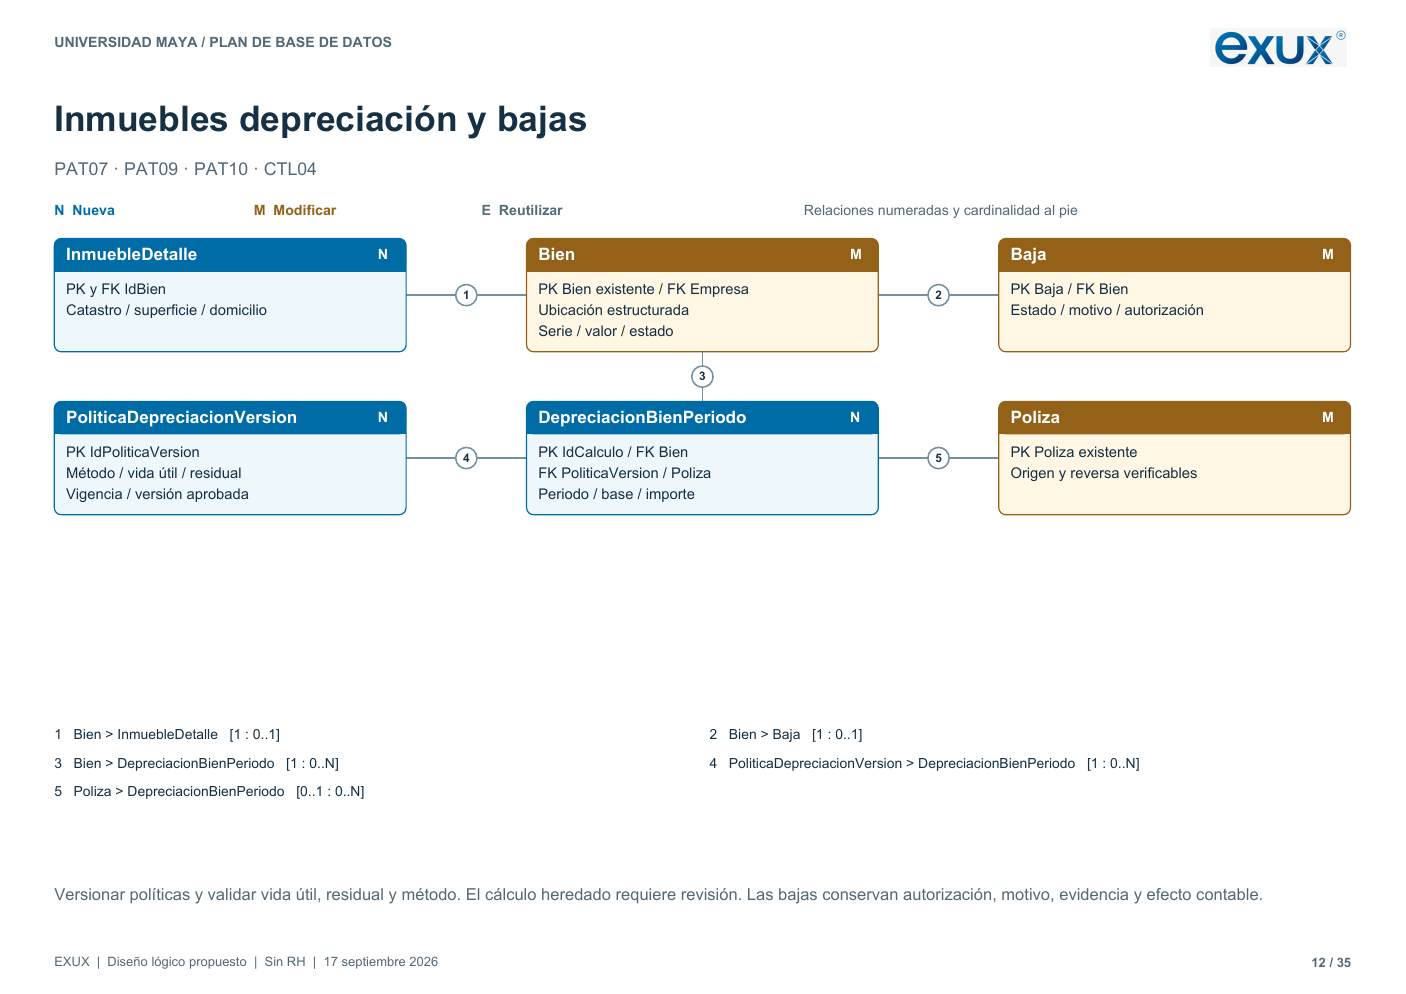 UNIVERSIDAD MAYA / PLAN DE BASE DE DATOS
exux®
Inmuebles depreciación y bajas
PAT07 · PAT09 · PAT10 · CTL04
N Nueva
M Modificar
E Reutilizar
Relaciones numeradas y cardinalidad al pie
InmuebleDetalle N
PK y FK IdBien
Catastro / superficie / domicilio
1
Bien M
PK Bien existente / FK Empresa
Ubicación estructurada
Serie / valor / estado
2
Baja M
PK Baja / FK Bien
Estado / motivo / autorización
3
PoliticaDepreciacionVersion N
PK IdPoliticaVersion
Método / vida útil / residual
Vigencia / versión aprobada
4
DepreciacionBienPeriodo N
PK IdCalculo / FK Bien
FK PoliticaVersion / Poliza
Periodo / base / importe
5
Poliza M
PK Poliza existente
Origen y reversa verificables
1 Bien > InmuebleDetalle [1 : 0..1]
2 Bien > Baja [1 : 0..1]
3 Bien > DepreciacionBienPeriodo [1 : 0..N]
4 PoliticaDepreciacionVersion > DepreciacionBienPeriodo [1 : 0..N]
5 Poliza > DepreciacionBienPeriodo [0..1 : 0..N]
Versionar políticas y validar vida útil, residual y método. El cálculo heredado requiere revisión. Las bajas conservan autorización, motivo, evidencia y efecto contable.
EXUX | Diseño lógico propuesto | Sin RH | 17 septiembre 2026
12 / 35